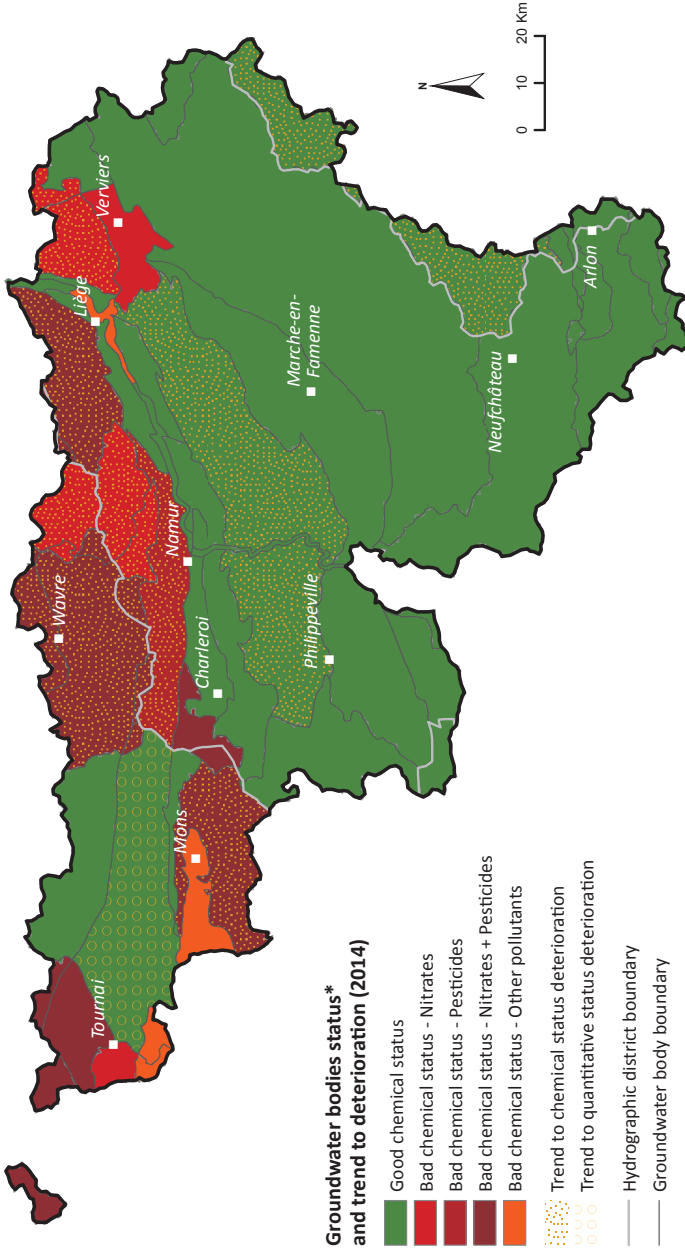 Groundwater bodies status*
and trend to deterioration (2014)
Good chemical status
Bad chemical status - Nitrates
Bad chemical status - Pesticides
Bad chemical status - Nitrates + Pesticides
Bad chemical status - Other pollutants
Trend to chemical status deterioration
Trend to quantitative status deterioration
Hydrographic district boundary
Groundwater body boundary
Tournai
Mons
Wavre
Charleroi
Namur
Philippeville
Liège
Verviers
Marche-en-
Famenne
Neufchâteau
Arlon
N
0 10 20 Km